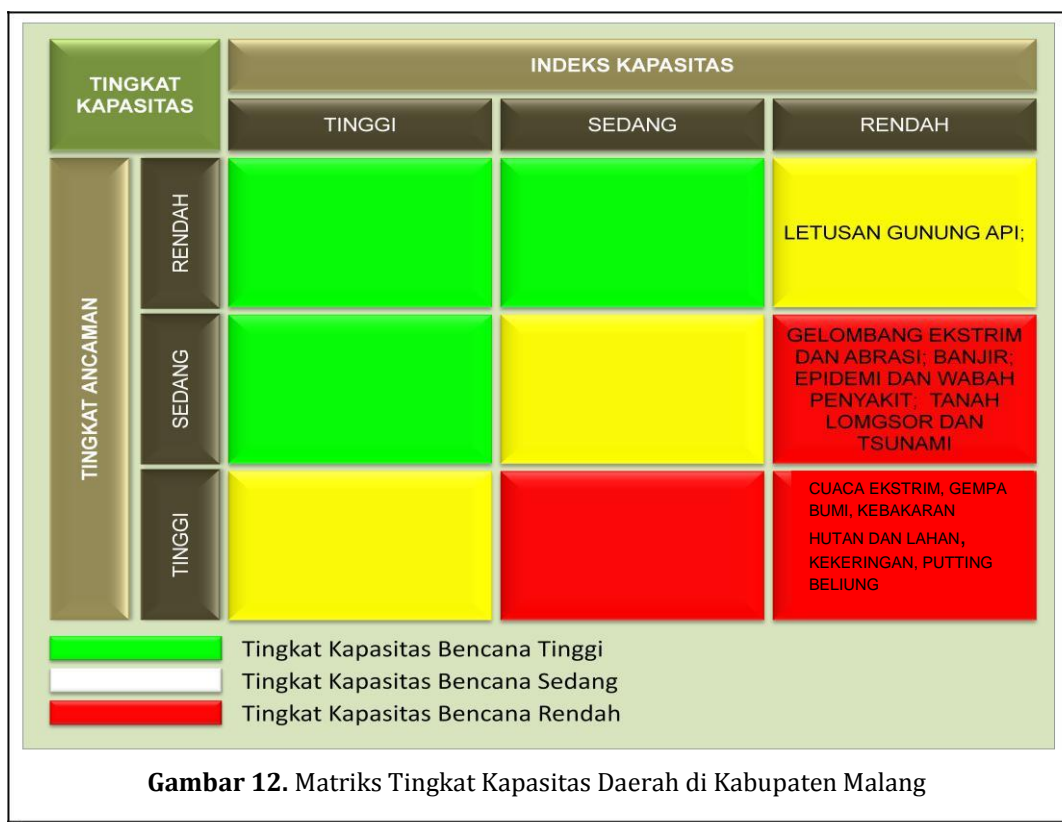 TINGKAT
KAPASITAS
INDEKS KAPASITAS
TINGGI
SEDANG
RENDAH
TINGKAT ANCAMAN
RENDAH
LETUSAN GUNUNG API;
SEDANG
GELOMBANG EKSTRIM
DAN ABRASI; BANJIR;
EPIDEMI DAN WABAH
PENYAKIT; TANAH
LOMGSOR DAN
TSUNAMI
TINGGI
CUACA EKSTRIM, GEMPA
BUMI, KEBAKARAN
HUTAN DAN LAHAN,
KEKERINGAN, PUTTING
BELIUNG
Tingkat Kapasitas Bencana Tinggi
Tingkat Kapasitas Bencana Sedang
Tingkat Kapasitas Bencana Rendah
Gambar 12. Matriks Tingkat Kapasitas Daerah di Kabupaten Malang